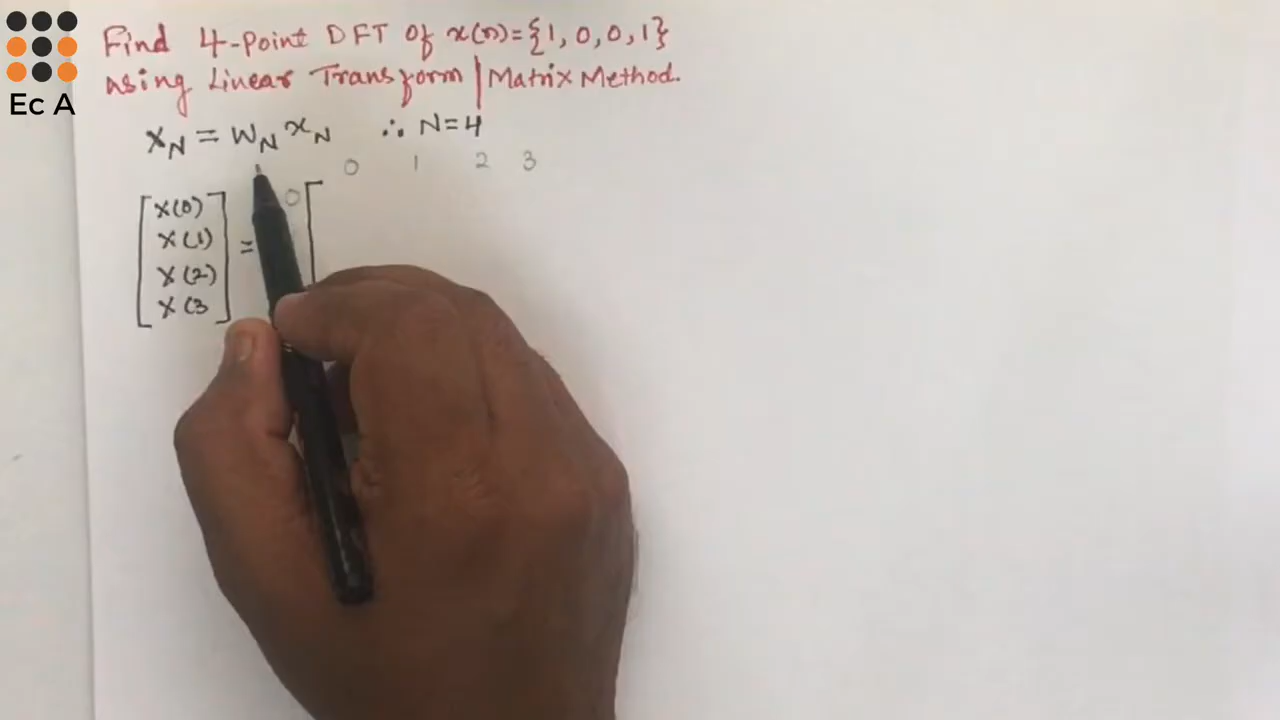 Ec A
Find 4-Point DFT of x(n)={1, 0, 0, 1}
using Linear Transform | Matrix Method.
X_N = W_N x_N ∴ N=4
0 1 2 3
X(0)
X(1)
X(2)
X(3
=
0